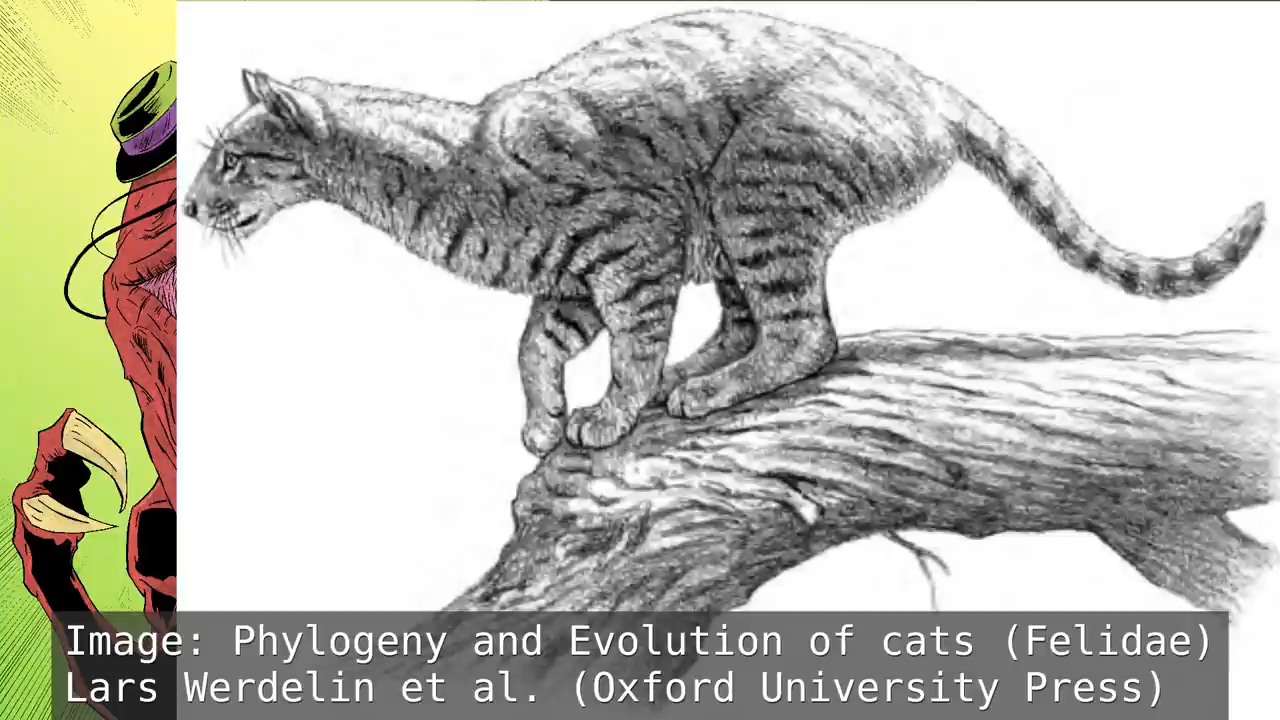 Image: Phylogeny and Evolution of cats (Felidae)
Lars Werdelin et al. (Oxford University Press)